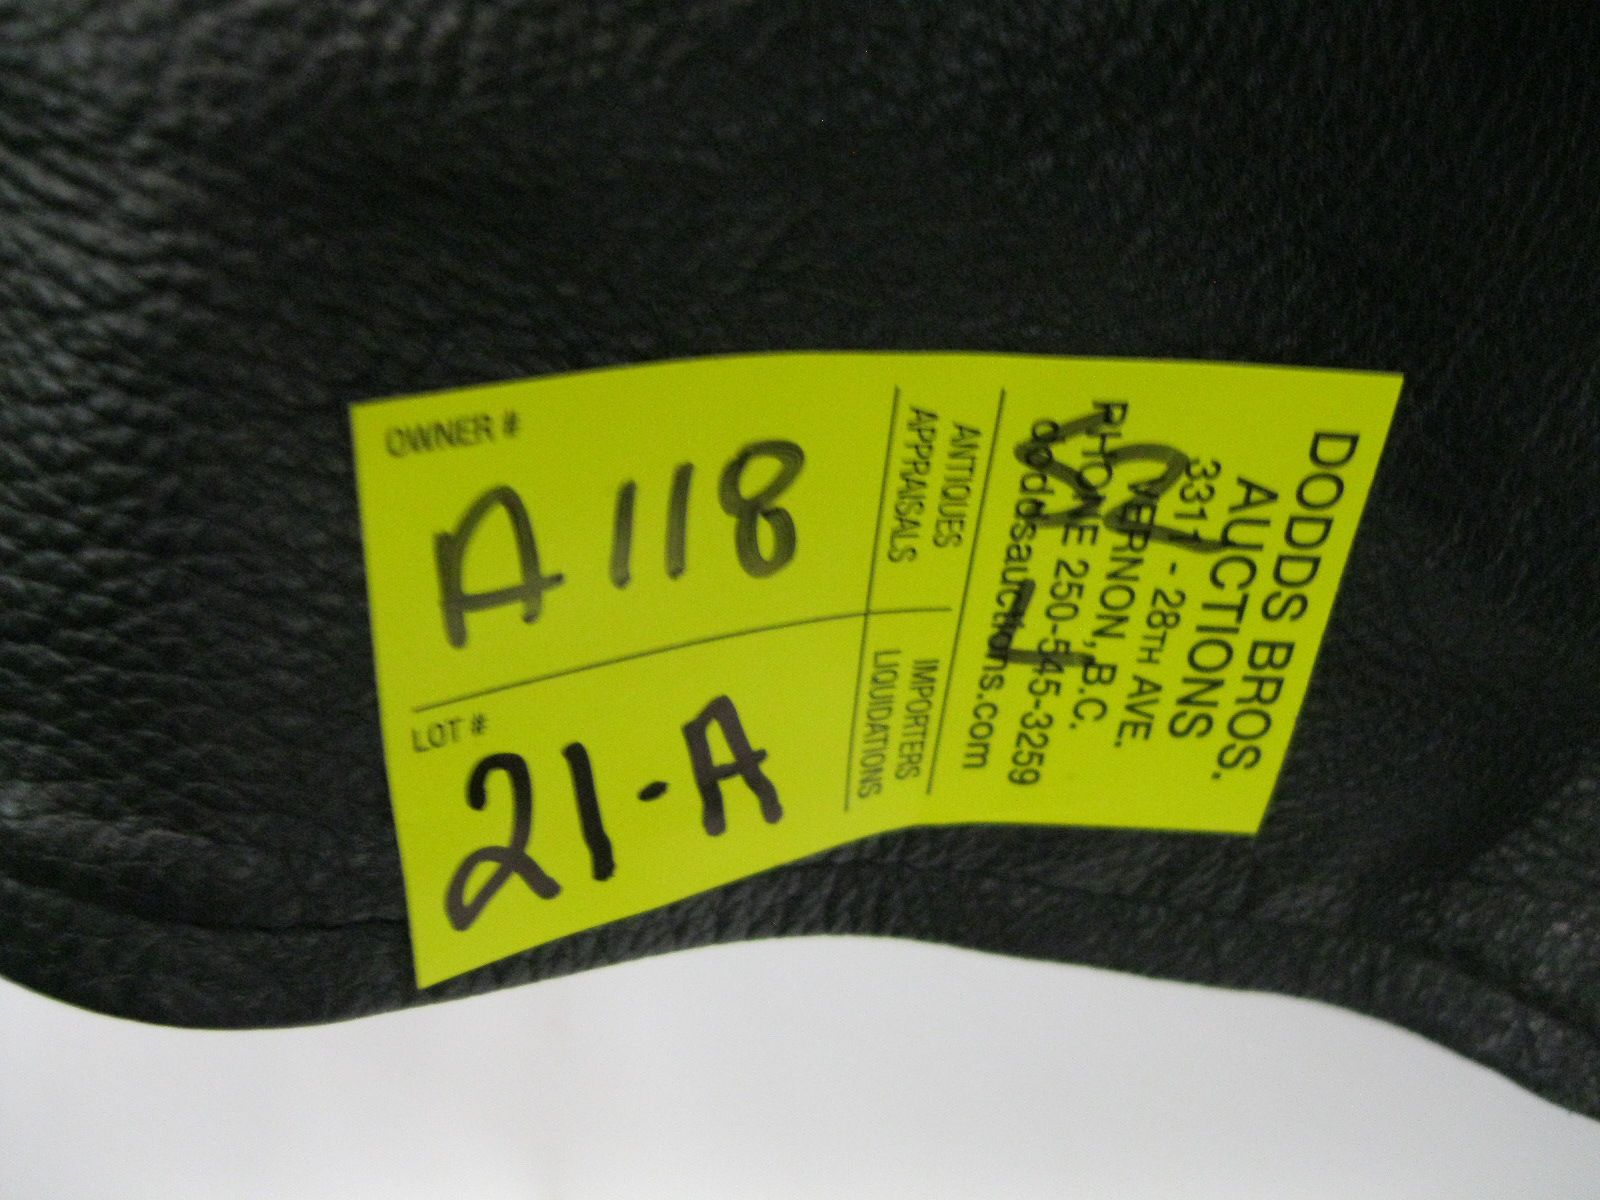 OWNER #
A118
LOT #
21-A
ANTIQUES
APPRAISALS
IMPORTERS
LIQUIDATIONS
DODDS BROS.
AUCTIONS
3311 - 28TH AVE.
VERNON, B.C.
PHONE 250-545-3259
doddsauctions.com